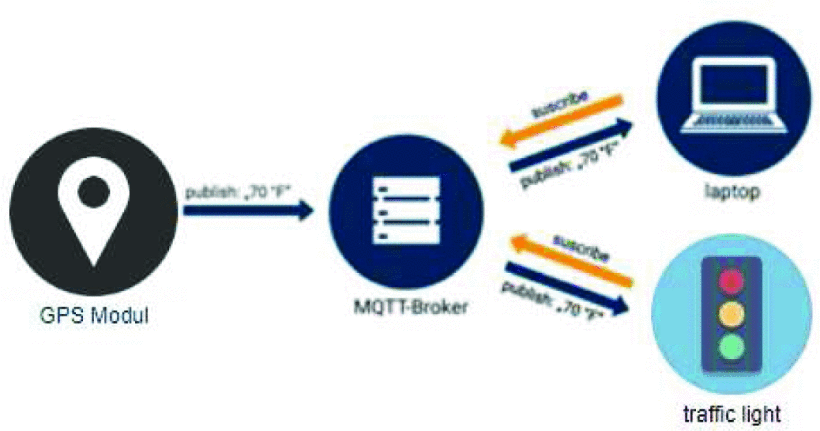 suscribe
publish: „70 °F"
laptop
publish: „70 °F"
GPS Modul
MQTT-Broker
suscribe
publish: „70 °F"
traffic light